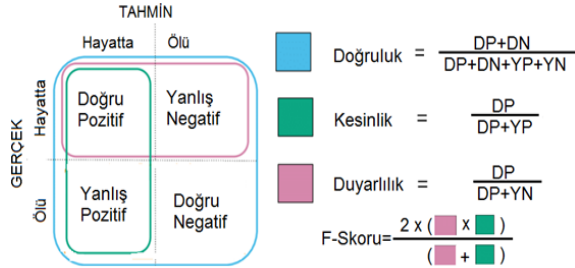 TAHMİN
Hayatta Ölü
GERÇEK
Hayatta
Ölü
Doğru Pozitif
Yanlış Negatif
Yanlış Pozitif
Doğru Negatif
Doğruluk = DP+DN / DP+DN+YP+YN
Kesinlik = DP / DP+YP
Duyarlılık = DP / DP+YN
F-Skoru= 2 x ( x ) / ( + )